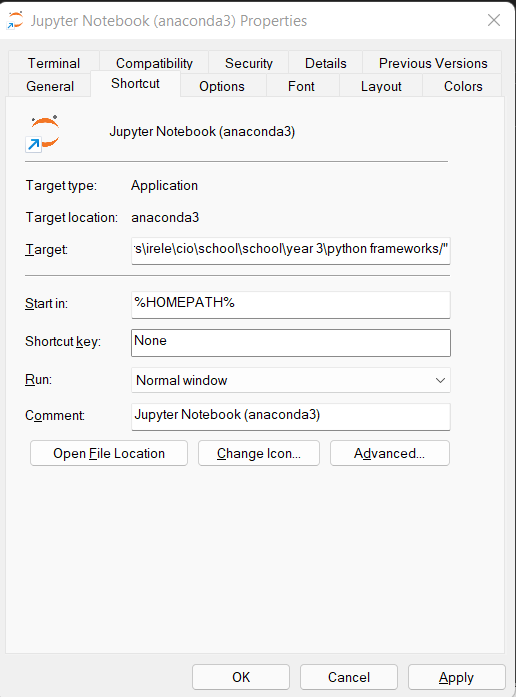 Jupyter Notebook (anaconda3) Properties
Terminal Compatibility Security Details Previous Versions
General Shortcut Options Font Layout Colors
Jupyter Notebook (anaconda3)
Target type: Application
Target location: anaconda3
Target: s\irele\cio\school\school\year 3\python frameworks/"
Start in: %HOMEPATH%
Shortcut key: None
Run: Normal window
Comment: Jupyter Notebook (anaconda3)
Open File Location Change Icon... Advanced...
OK Cancel Apply